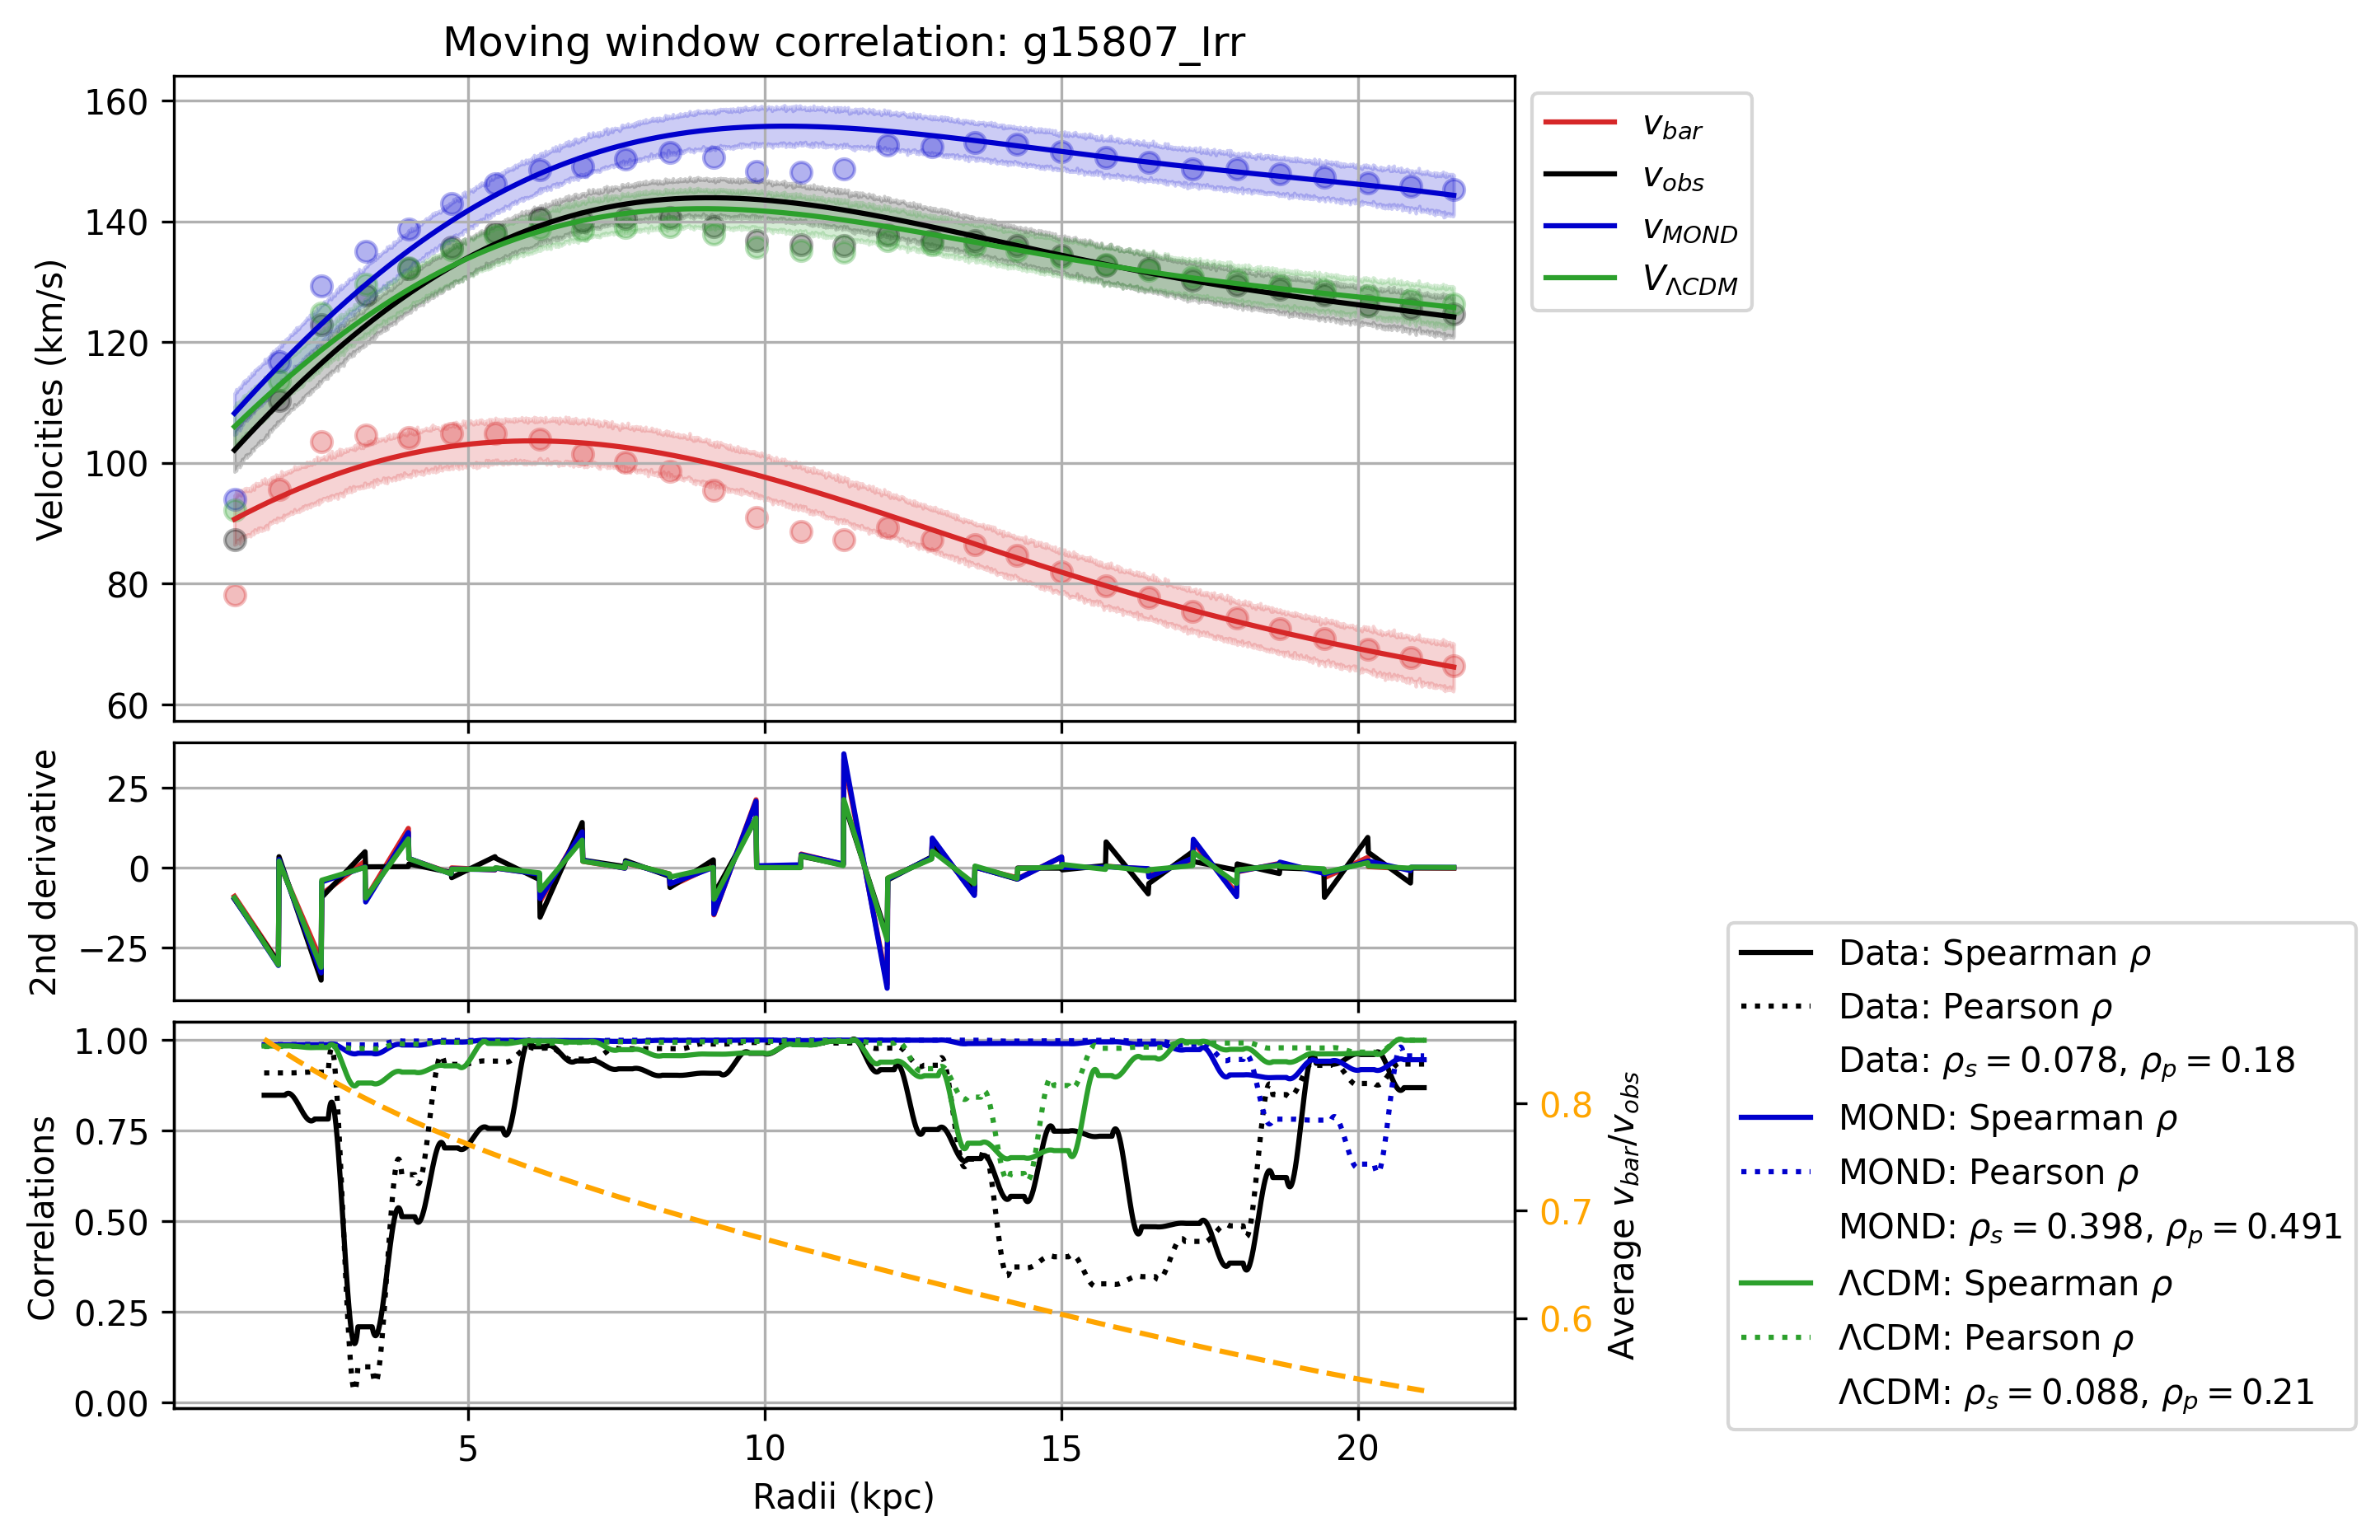 Moving window correlation: g15807_Irr
160
140
120
100
80
60
Velocities (km/s)
v_bar
v_obs
v_MOND
V_ΛCDM
25
0
−25
2nd derivative
1.00
0.75
0.50
0.25
0.00
Correlations
0.8
0.7
0.6
Average v_bar/v_obs
5 10 15 20
Radii (kpc)
Data: Spearman ρ
Data: Pearson ρ
Data: ρ_s = 0.078, ρ_p = 0.18
MOND: Spearman ρ
MOND: Pearson ρ
MOND: ρ_s = 0.398, ρ_p = 0.491
ΛCDM: Spearman ρ
ΛCDM: Pearson ρ
ΛCDM: ρ_s = 0.088, ρ_p = 0.21